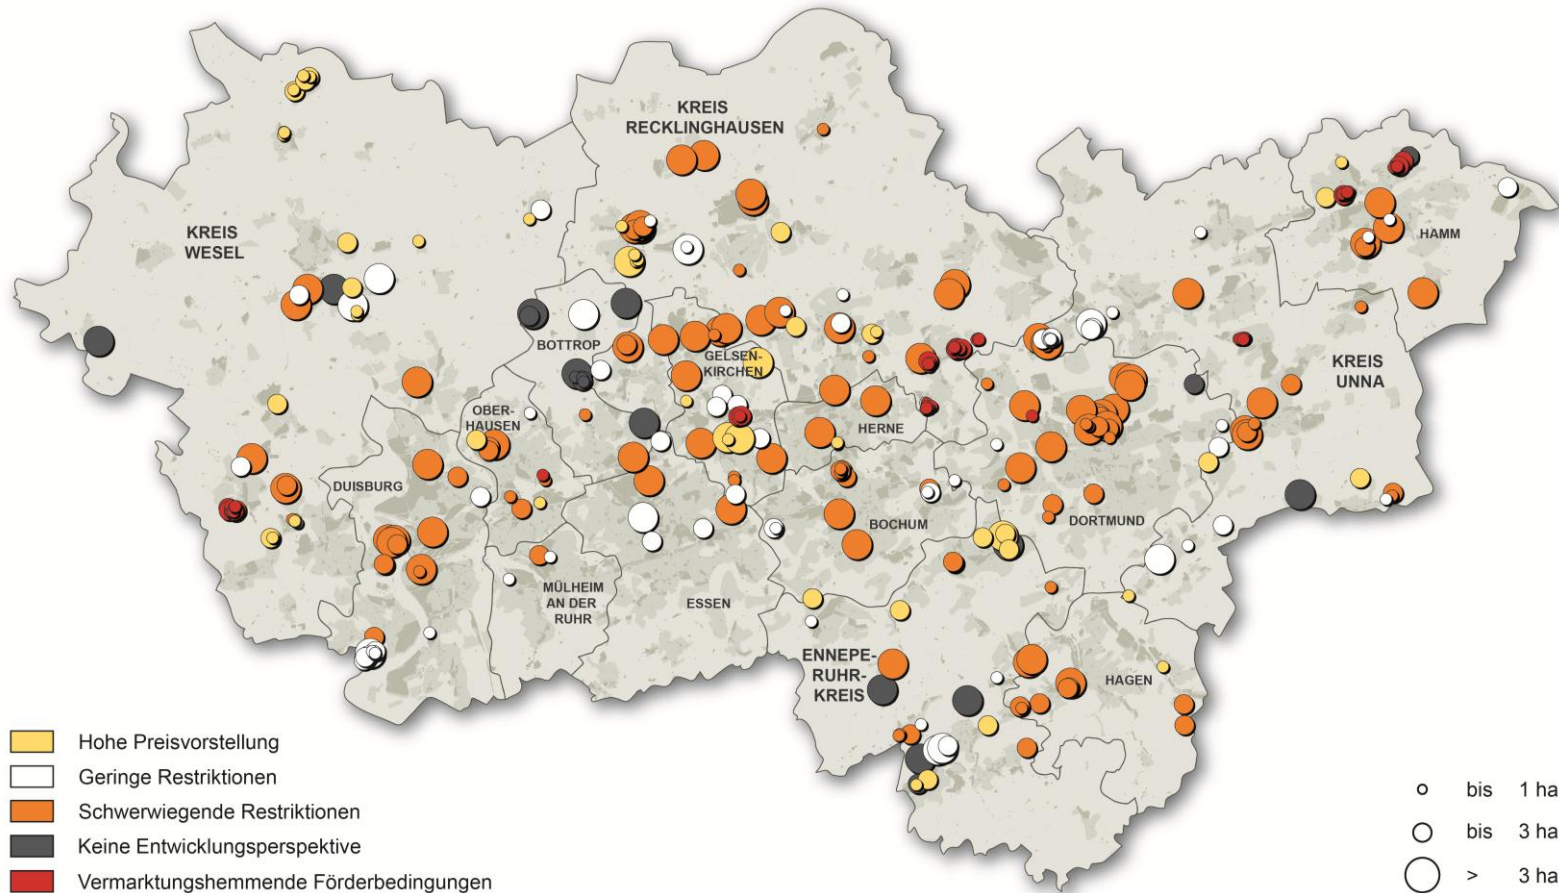 KREIS
RECKLINGHAUSEN
KREIS
WESEL
HAMM
BOTTROP
GELSEN-
KIRCHEN
KREIS
UNNA
OBER-
HAUSEN
HERNE
DUISBURG
BOCHUM
DORTMUND
MÜLHEIM
AN DER
RUHR
ESSEN
ENNEPE-
RUHR-
KREIS
HAGEN
Hohe Preisvorstellung
Geringe Restriktionen
Schwerwiegende Restriktionen
Keine Entwicklungsperspektive
Vermarktungshemmende Förderbedingungen
bis 1 ha
bis 3 ha
> 3 ha